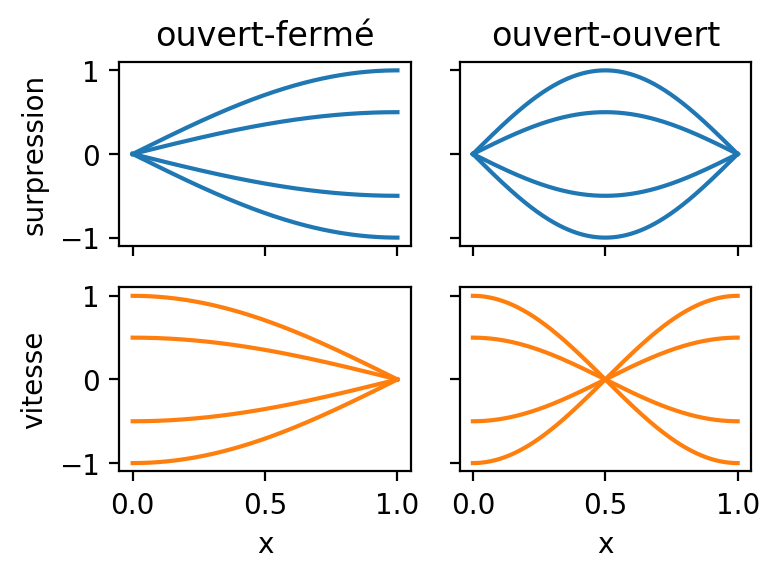 ouvert-fermé
ouvert-ouvert
surpression
1
0
−1
vitesse
1
0
−1
0.0 0.5 1.0
0.0 0.5 1.0
x
x